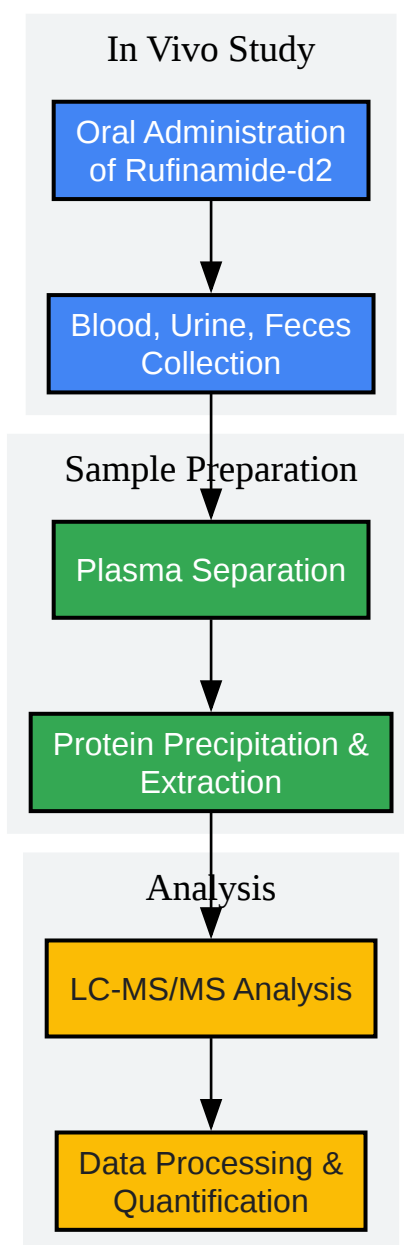 In Vivo Study
Oral Administration
of Rufinamide-d2
Blood, Urine, Feces
Collection
Sample Preparation
Plasma Separation
Protein Precipitation &
Extraction
Analysis
LC-MS/MS Analysis
Data Processing &
Quantification